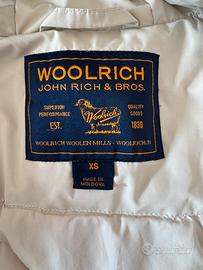 WOOLRICH
JOHN RICH & BROS.
SUPERIOR PERFORMANCE
QUALITY GOODS
EST. 1830
Woolrich
WOOLRICH WOOLEN MILLS - WOOLRICH, PA
XS
MADE IN
MOLDOVA